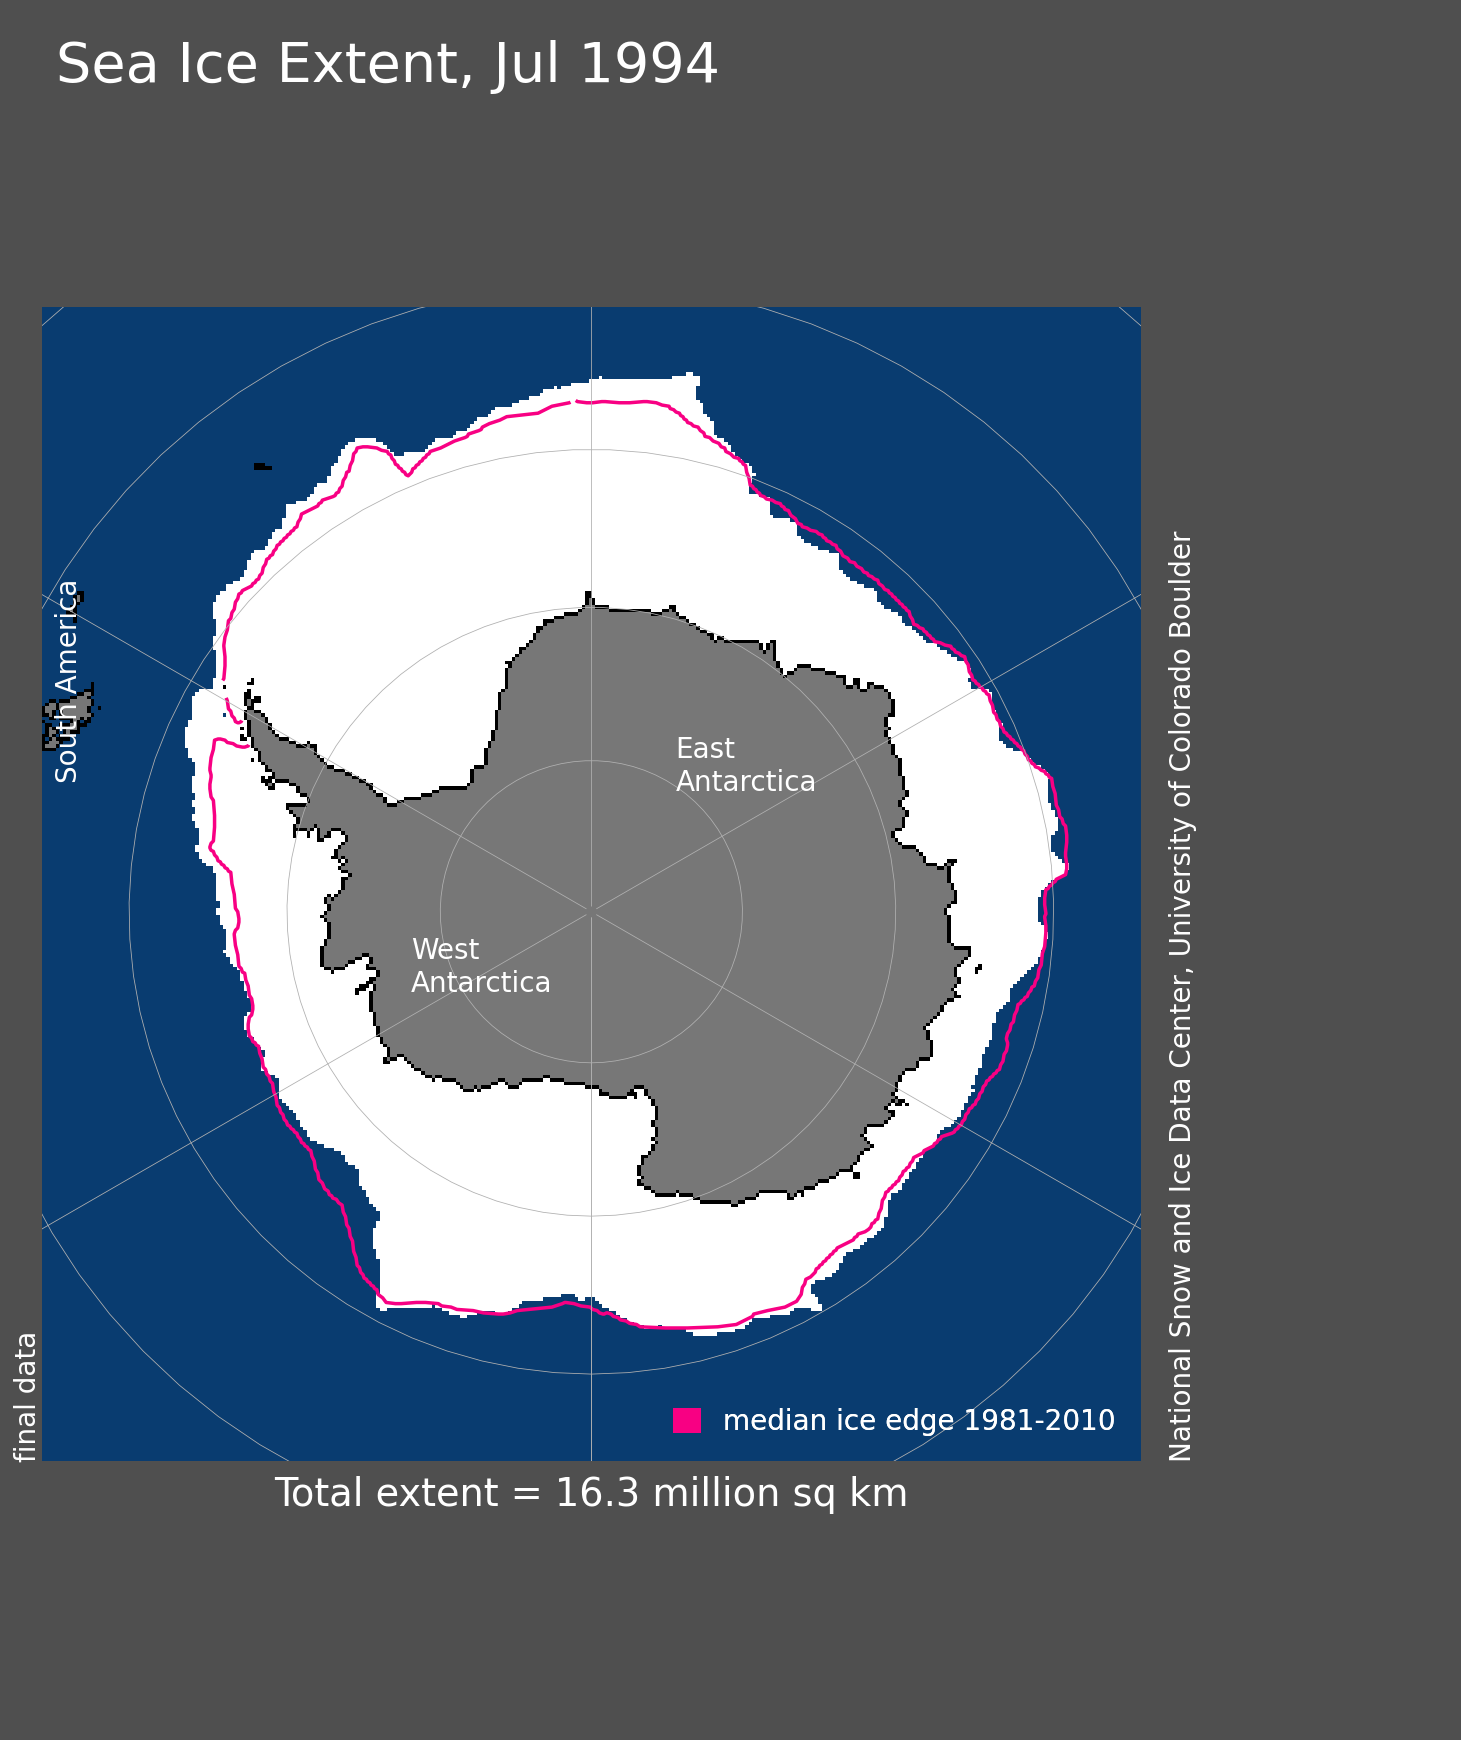 Sea Ice Extent, Jul 1994
South America
East
Antarctica
West
Antarctica
median ice edge 1981-2010
final data
National Snow and Ice Data Center, University of Colorado Boulder
Total extent = 16.3 million sq km